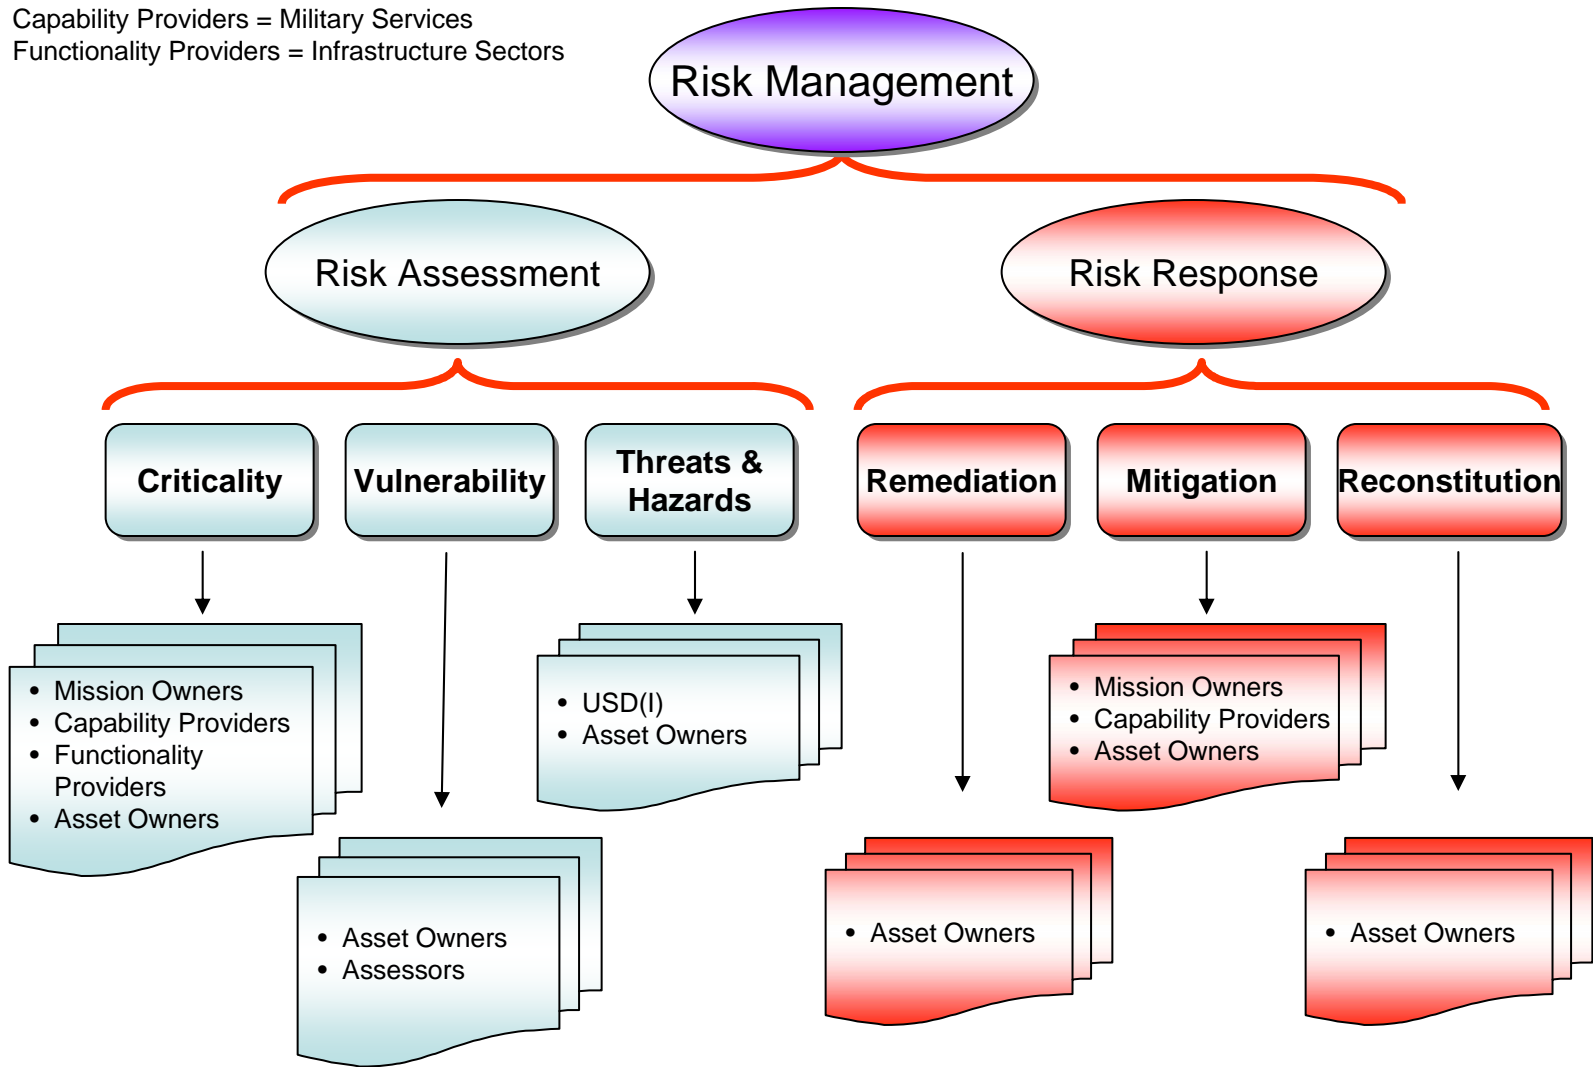 Capability Providers = Military Services
Functionality Providers = Infrastructure Sectors
Risk Management
Risk Assessment
Risk Response
Criticality
Vulnerability
Threats &
Hazards
Remediation
Mitigation
Reconstitution
• Mission Owners
• Capability Providers
• Functionality
Providers
• Asset Owners
• Asset Owners
• Assessors
• USD(I)
• Asset Owners
• Asset Owners
• Mission Owners
• Capability Providers
• Asset Owners
• Asset Owners